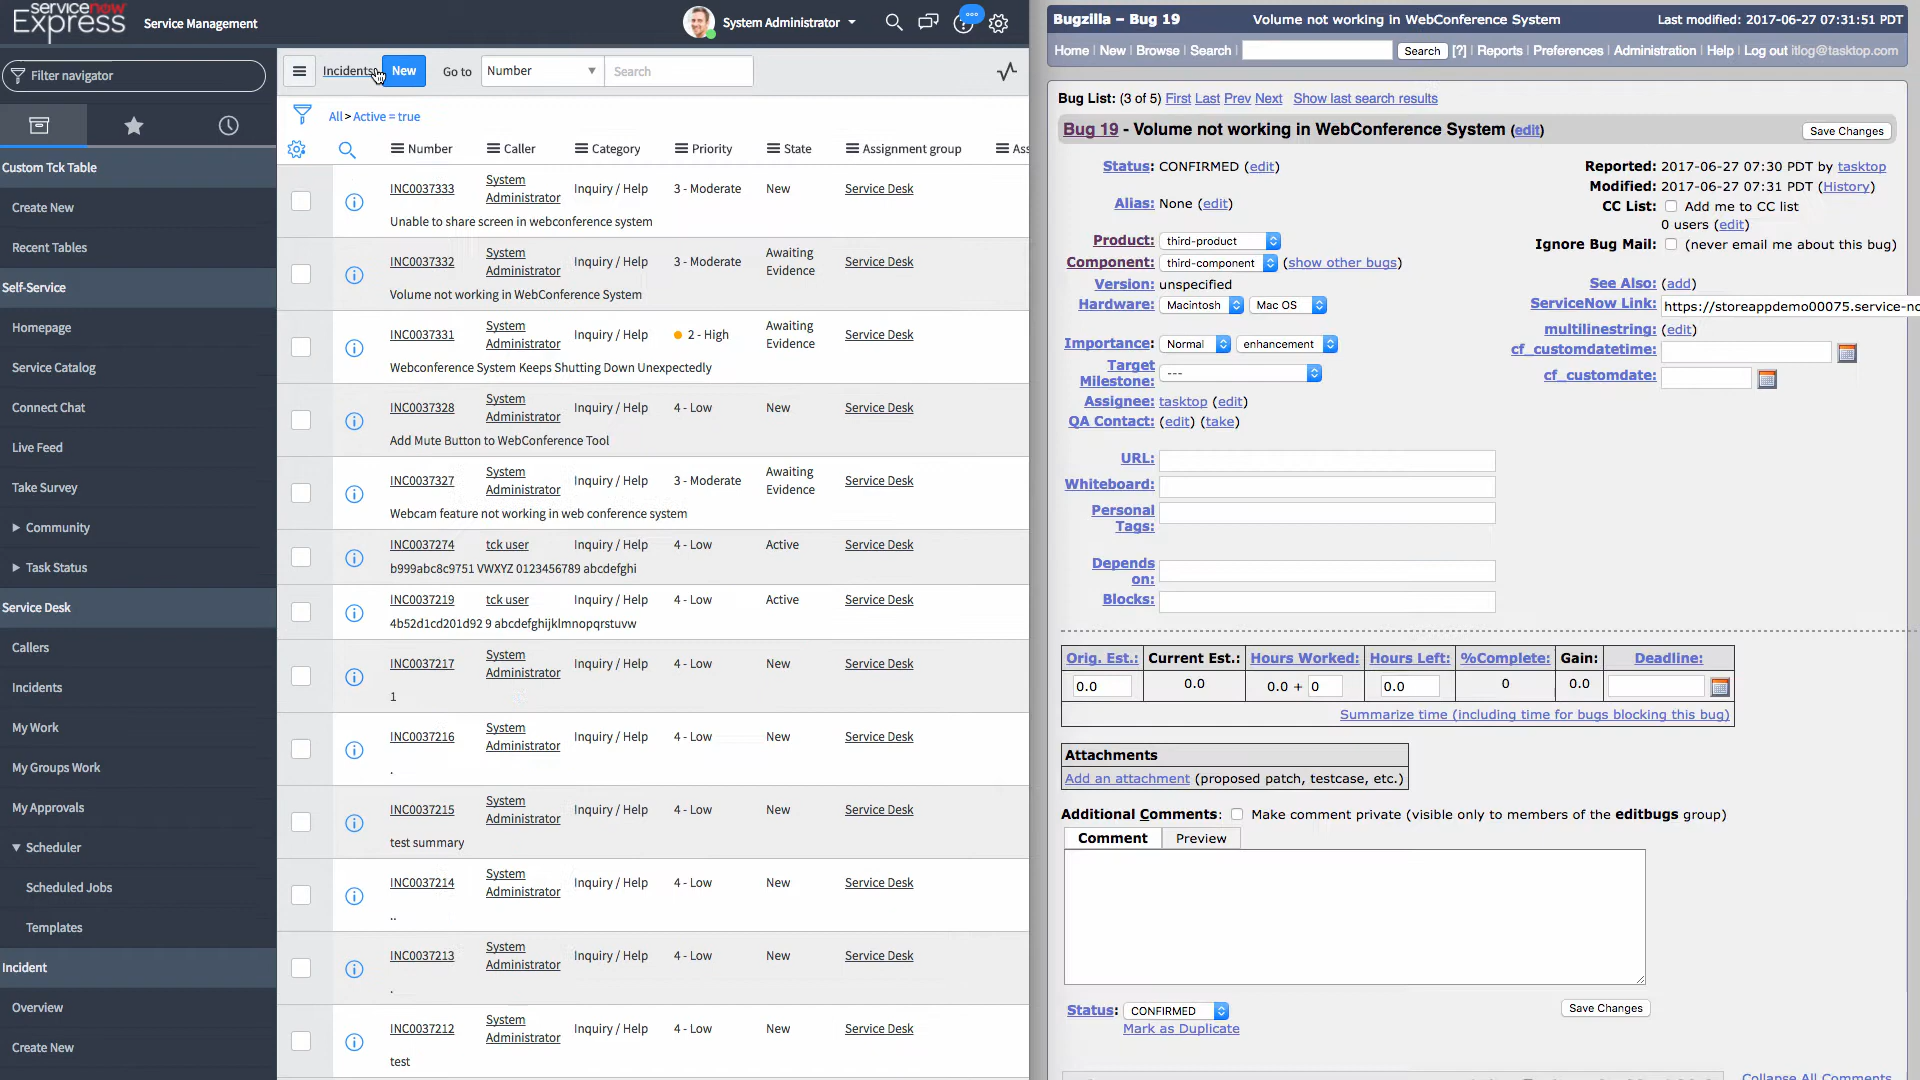 servicenow
Express
Service Management
System Administrator
Filter navigator
Custom Tck Table
Create New
Recent Tables
Self-Service
Homepage
Service Catalog
Connect Chat
Live Feed
Take Survey
Community
Task Status
Service Desk
Callers
Incidents
My Work
My Groups Work
My Approvals
Scheduler
Scheduled Jobs
Templates
Incident
Overview
Create New
Incidents New Go to Number Search
All > Active = true
Number Caller Category Priority State Assignment group Ass
INC0037333 System Administrator Inquiry / Help 3 - Moderate New Service Desk
Unable to share screen in webconference system
INC0037332 System Administrator Inquiry / Help 3 - Moderate Awaiting Evidence Service Desk
Volume not working in WebConference System
INC0037331 System Administrator Inquiry / Help 2 - High Awaiting Evidence Service Desk
Webconference System Keeps Shutting Down Unexpectedly
INC0037328 System Administrator Inquiry / Help 4 - Low New Service Desk
Add Mute Button to WebConference Tool
INC0037327 System Administrator Inquiry / Help 3 - Moderate Awaiting Evidence Service Desk
Webcam feature not working in web conference system
INC0037274 tck user Inquiry / Help 4 - Low Active Service Desk
b999abc8c9751 VWXYZ 0123456789 abcdefghi
INC0037219 tck user Inquiry / Help 4 - Low Active Service Desk
4b52d1cd201d92 9 abcdefghijklmnopqrstuvw
INC0037217 System Administrator Inquiry / Help 4 - Low New Service Desk
1
INC0037216 System Administrator Inquiry / Help 4 - Low New Service Desk
.
INC0037215 System Administrator Inquiry / Help 4 - Low New Service Desk
test summary
INC0037214 System Administrator Inquiry / Help 4 - Low New Service Desk
..
INC0037213 System Administrator Inquiry / Help 4 - Low New Service Desk
.
INC0037212 System Administrator Inquiry / Help 4 - Low New Service Desk
test
Bugzilla – Bug 19 Volume not working in WebConference System Last modified: 2017-06-27 07:31:51 PDT
Home | New | Browse | Search | Search [?] | Reports | Preferences | Administration | Help | Log out itlog@tasktop.com
Bug List: (3 of 5) First Last Prev Next Show last search results
Bug 19 - Volume not working in WebConference System (edit) Save Changes
Status: CONFIRMED (edit)
Alias: None (edit)
Product: third-product
Component: third-component (show other bugs)
Version: unspecified
Hardware: Macintosh Mac OS
Importance: Normal enhancement
Target Milestone: ---
Assignee: tasktop (edit)
QA Contact: (edit) (take)
URL:
Whiteboard:
Personal Tags:
Depends on:
Blocks:
Reported: 2017-06-27 07:30 PDT by tasktop
Modified: 2017-06-27 07:31 PDT (History)
CC List: Add me to CC list
0 users (edit)
Ignore Bug Mail: (never email me about this bug)
See Also: (add)
ServiceNow Link: https://storeappdemo00075.service-no
multilinestring: (edit)
cf_customdatetime:
cf_customdate:
Orig. Est.: Current Est.: Hours Worked: Hours Left: %Complete: Gain: Deadline:
0.0 0.0 0.0 + 0 0.0 0 0.0
Summarize time (including time for bugs blocking this bug)
Attachments
Add an attachment (proposed patch, testcase, etc.)
Additional Comments: Make comment private (visible only to members of the editbugs group)
Comment Preview
Status: CONFIRMED Save Changes
Mark as Duplicate
Collapse All Comments